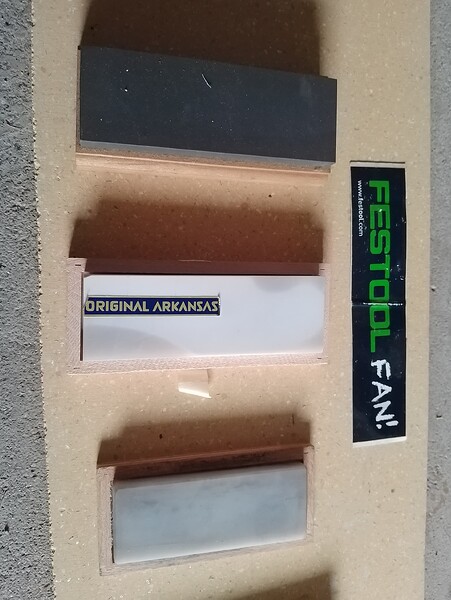 ORIGINAL ARKANSAS
FESTOOL FAN!
www.festool.com